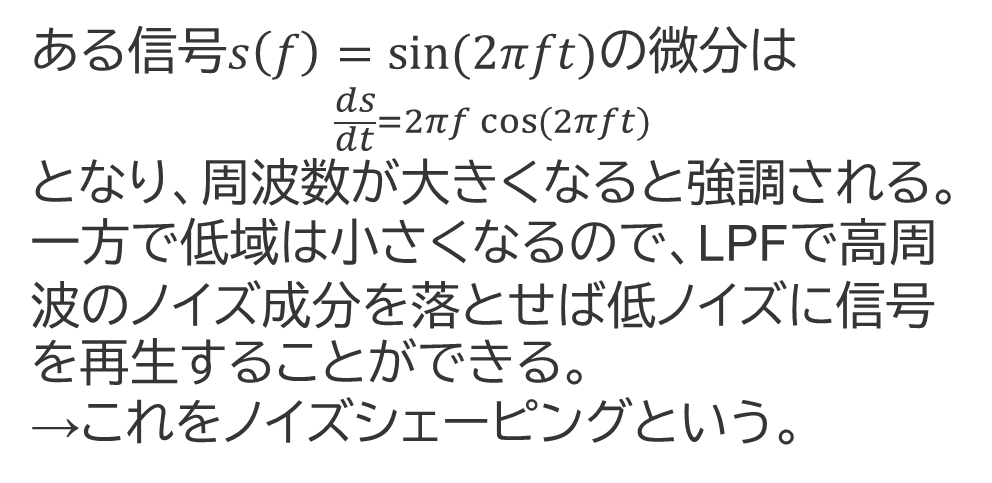 ある信号s(f) = sin(2πft)の微分は
ds/dt=2πf cos(2πft)
となり、周波数が大きくなると強調される。
一方で低域は小さくなるので、LPFで高周
波のノイズ成分を落とせば低ノイズに信号
を再生することができる。
→これをノイズシェーピングという。